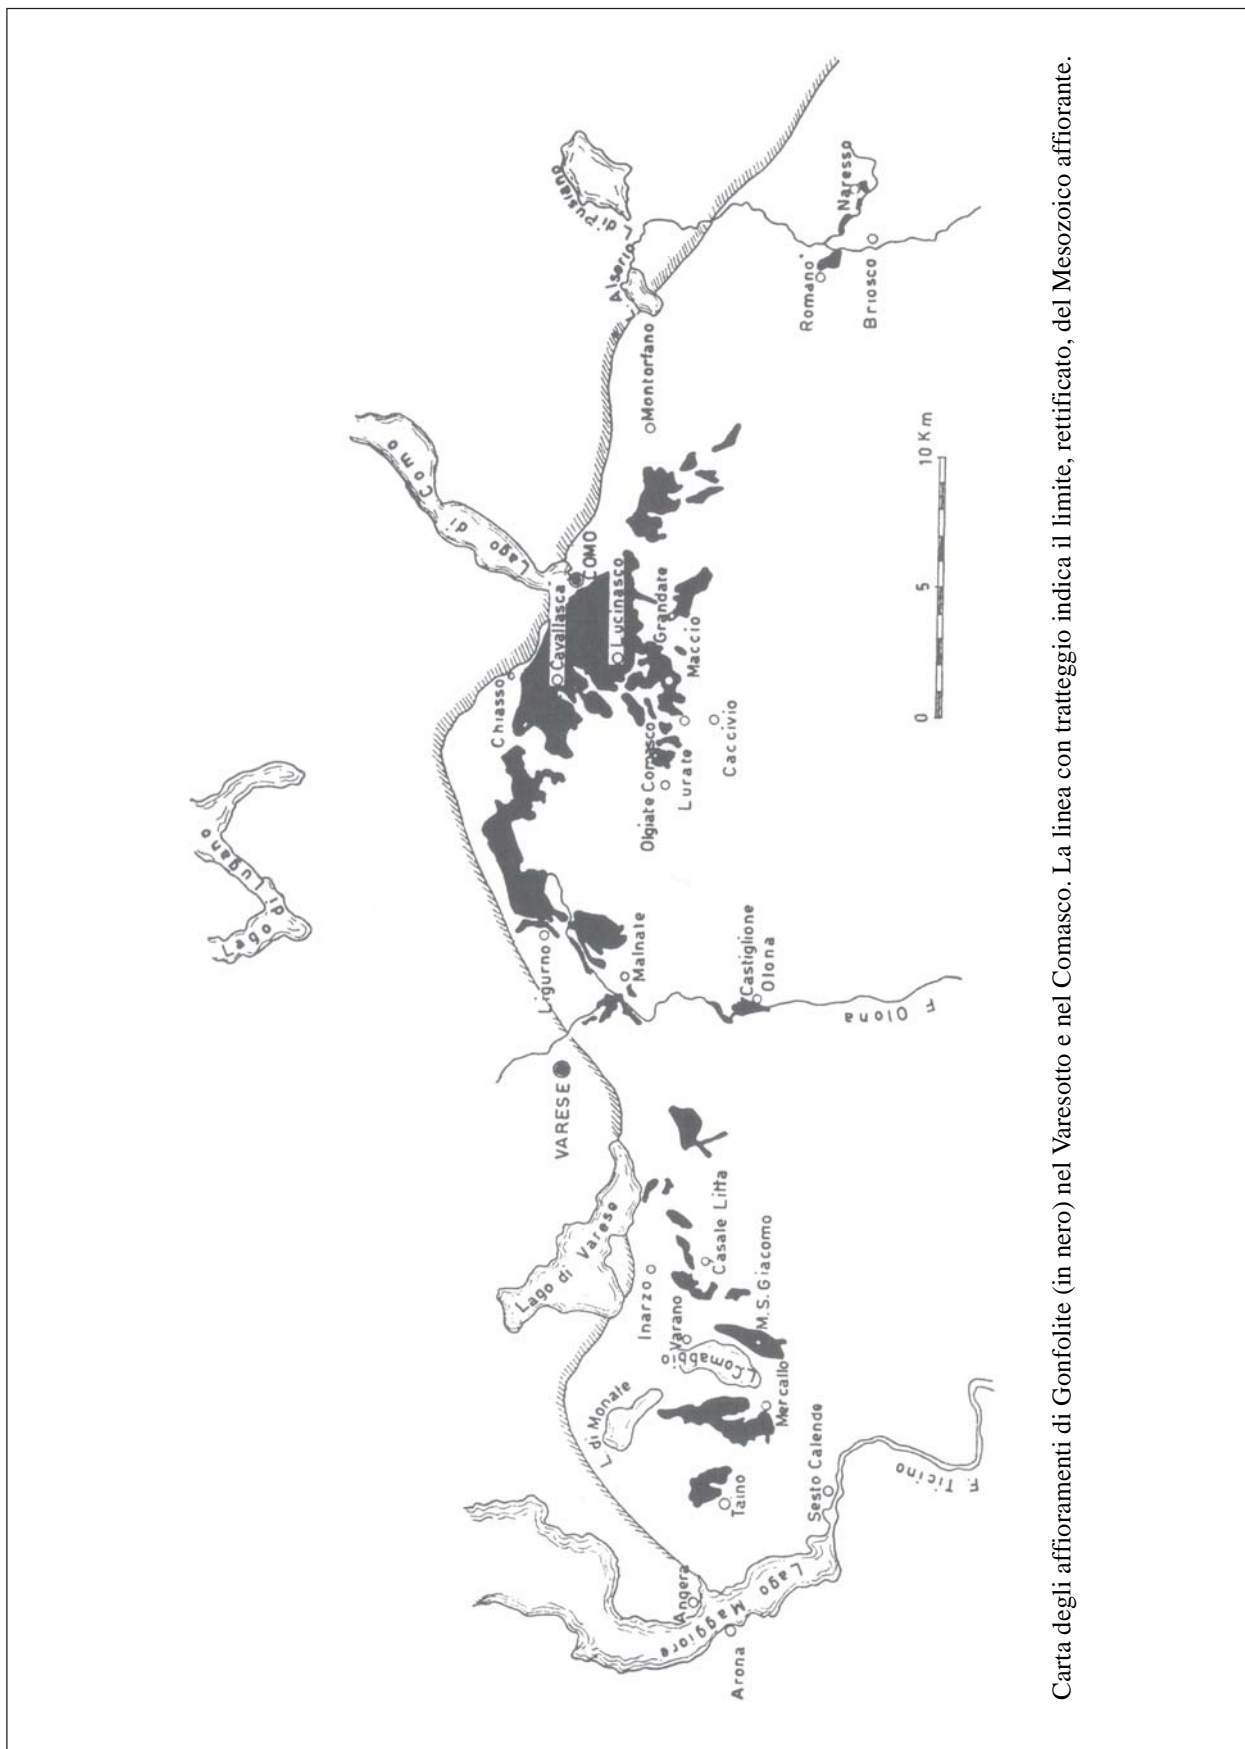 Lago di Lugano
Lago di Como
L. di Pusiano
L. Alserio
Montorfano
Chiasso
Cavallasca
COMO
Lucinasco
Grandate
Maccio
Olgiate Comasco
Lurate
Caccivio
Romano
Naresso
Briosco
Ligurno
Malnate
Castiglione
Olona
F. Olona
VARESE
Lago di Varese
Inarzo
Casale Litta
Varano
L. Comabbio
M.S. Giacomo
L. di Monate
Mercallo
Taino
Sesto Calende
F. Ticino
Angera
Lago Maggiore
Arona
0 5 10 Km
Carta degli affioramenti di Gonfolite (in nero) nel Varesotto e nel Comasco. La linea con tratteggio indica il limite, rettificato, del Mesozoico affiorante.